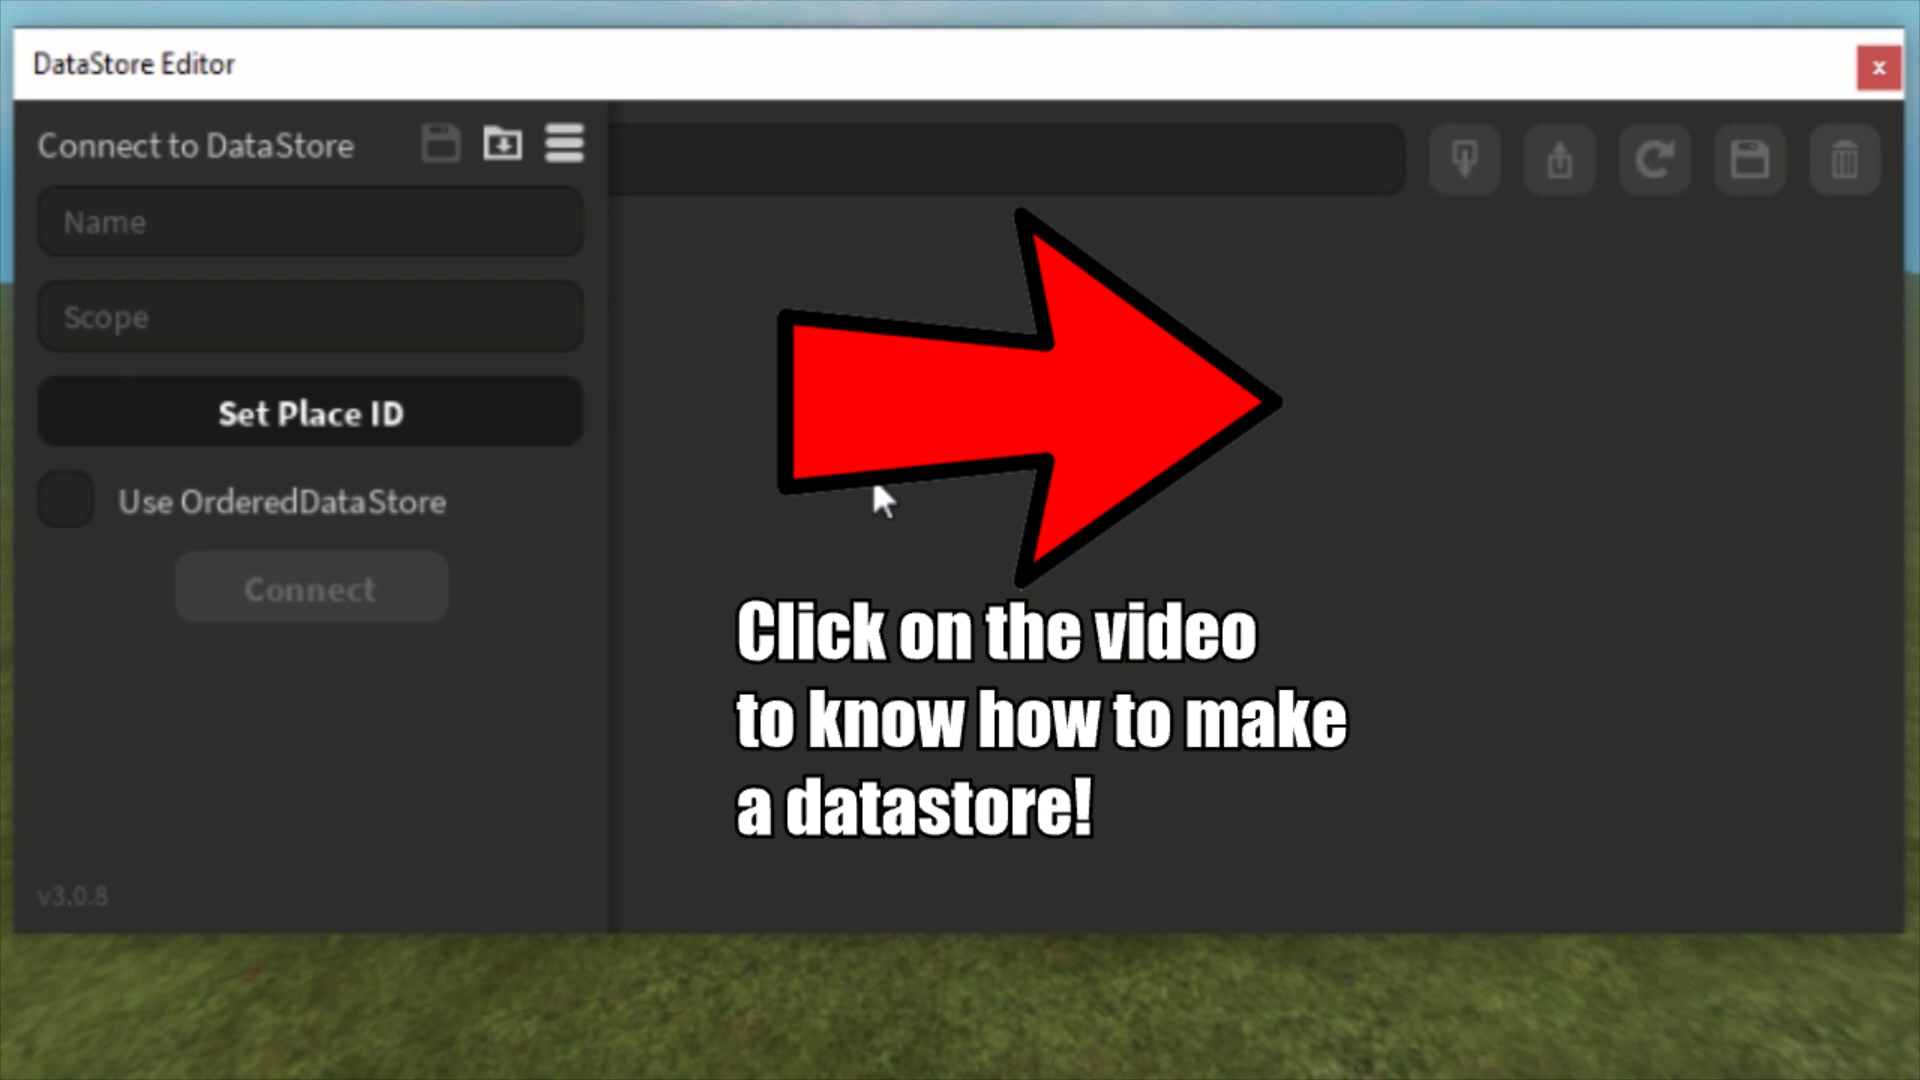 DataStore Editor
x
Connect to DataStore
Name
Scope
Set Place ID
Use OrderedDataStore
Connect
Click on the video
to know how to make
a datastore!
v3.0.8